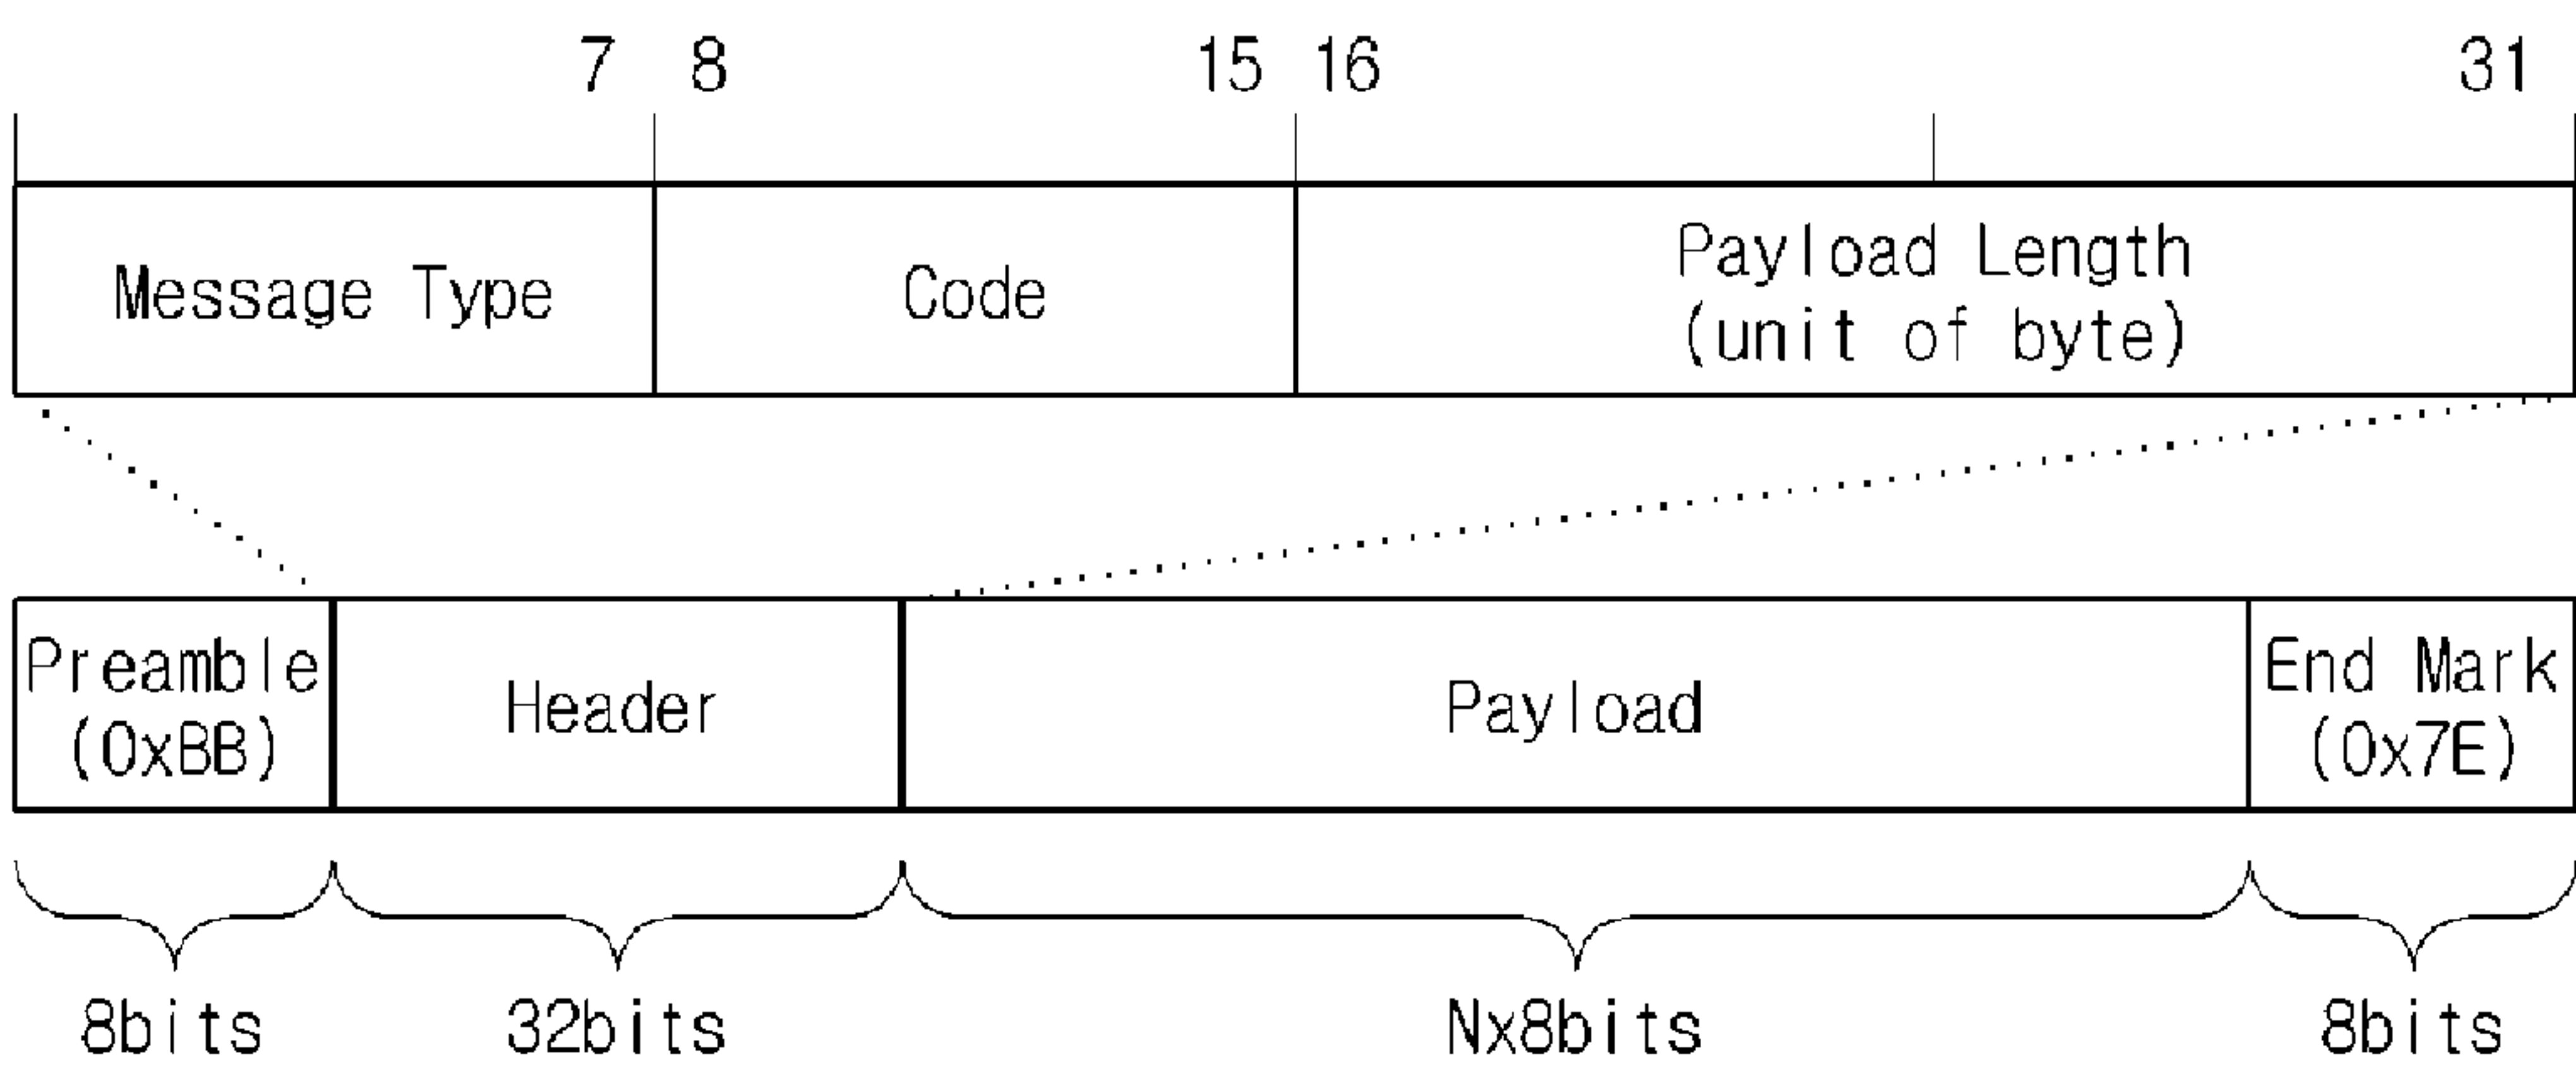 7 8 15 16 31
Message Type Code Payload Length
(unit of byte)
Preamble
(0xBB)
Header
Payload
End Mark
(0x7E)
8bits 32bits Nx8bits 8bits